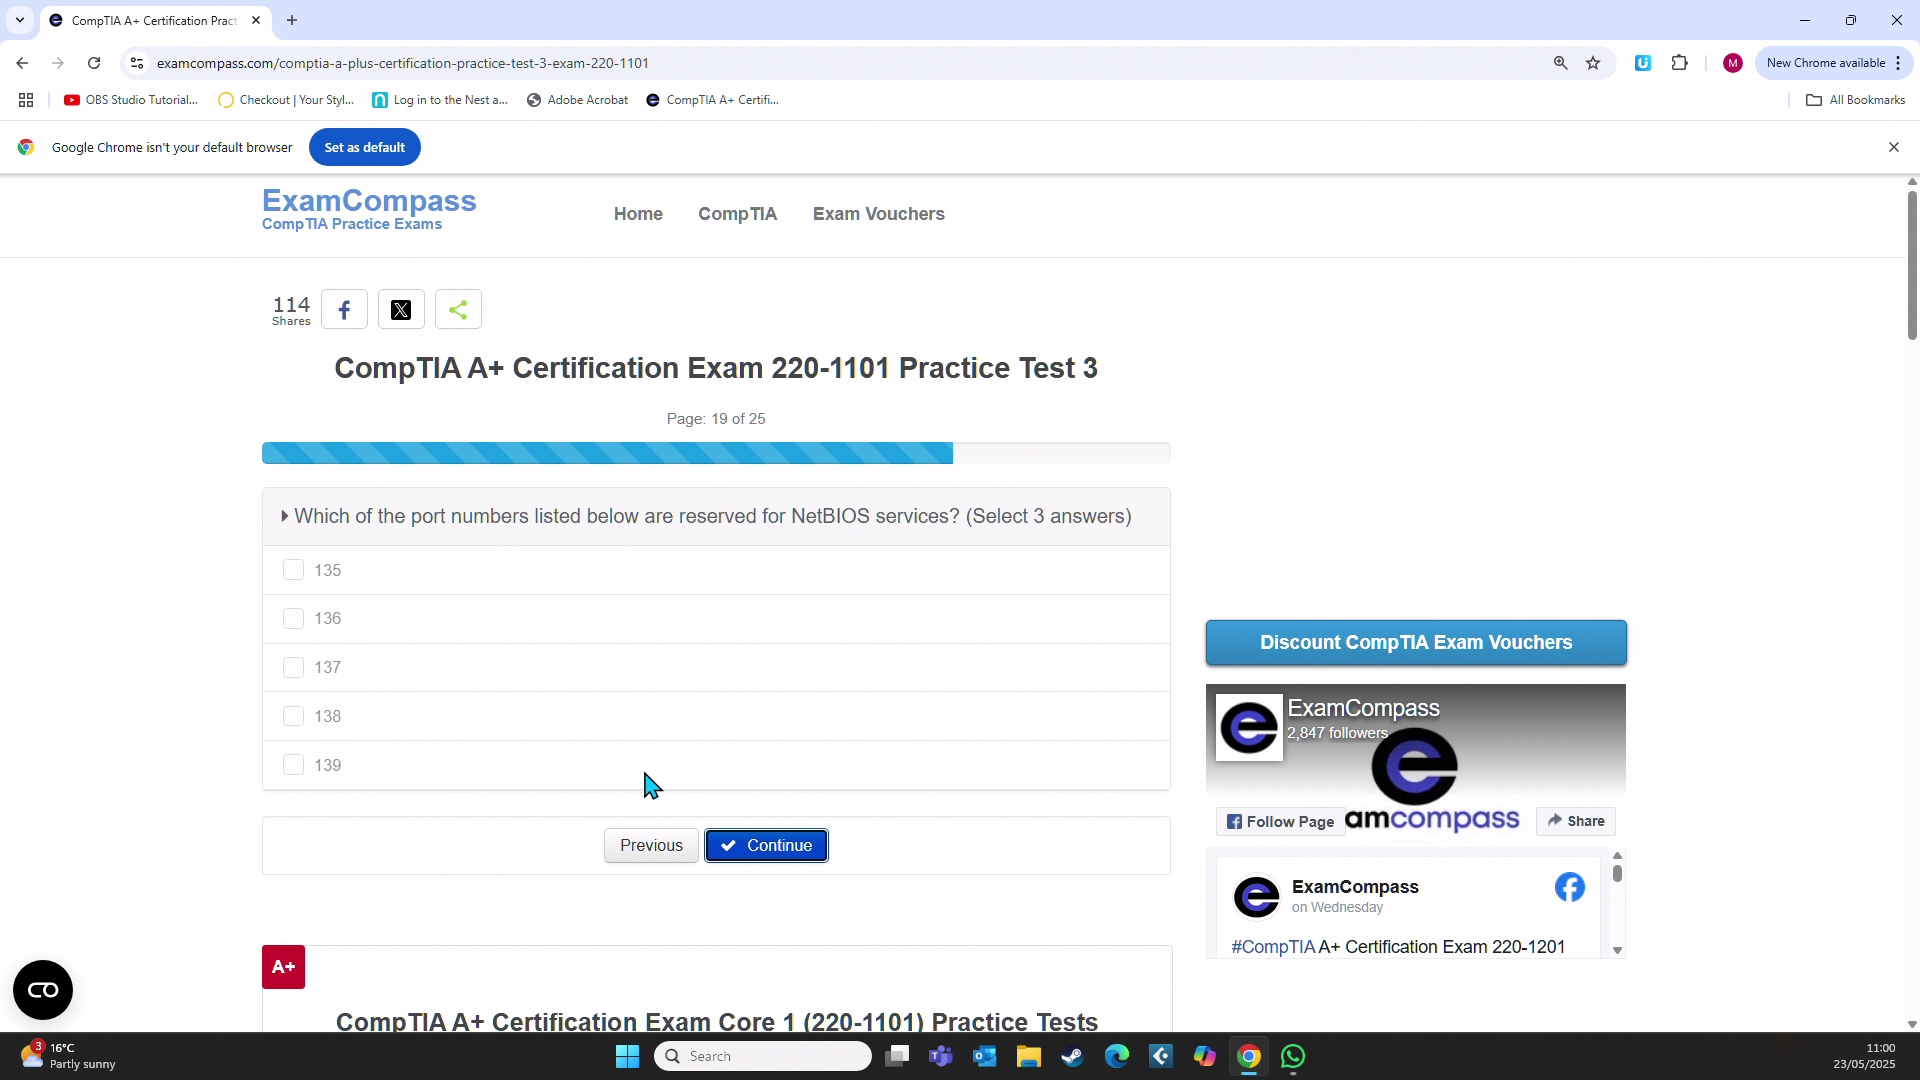 CompTIA A+ Certification Pract
examcompass.com/comptia-a-plus-certification-practice-test-3-exam-220-1101
M
New Chrome available
OBS Studio Tutorial...
Checkout | Your Styl...
Log in to the Nest a...
Adobe Acrobat
CompTIA A+ Certifi...
All Bookmarks
Google Chrome isn't your default browser
Set as default
ExamCompass
CompTIA Practice Exams
Home
CompTIA
Exam Vouchers
114
Shares
CompTIA A+ Certification Exam 220-1101 Practice Test 3
Page: 19 of 25
Which of the port numbers listed below are reserved for NetBIOS services? (Select 3 answers)
135
136
137
138
139
Previous
Continue
Discount CompTIA Exam Vouchers
ExamCompass
2,847 followers
amcompass
Follow Page
Share
ExamCompass
on Wednesday
#CompTIA A+ Certification Exam 220-1201
A+
CompTIA A+ Certification Exam Core 1 (220-1101) Practice Tests
3
16°C
Partly sunny
Search
11:00
23/05/2025